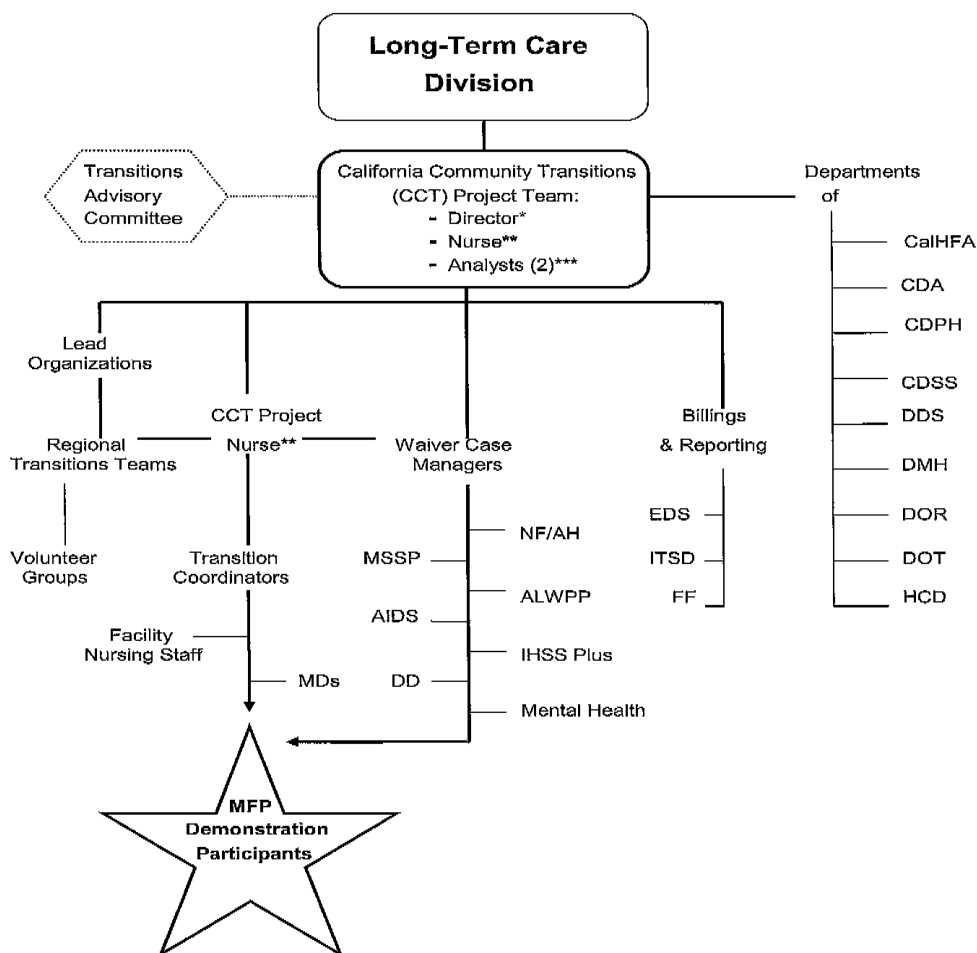 Long-Term Care
Division
Transitions
Advisory
Committee
California Community Transitions
(CCT) Project Team:
- Director*
- Nurse**
- Analysts (2)***
Departments
of
CalHFA
CDA
CDPH
CDSS
DDS
DMH
DOR
DOT
HCD
Lead
Organizations
Regional
Transitions Teams
Volunteer
Groups
CCT Project
Nurse**
Transition
Coordinators
Facility
Nursing Staff
MDs
Waiver Case
Managers
NF/AH
MSSP
ALWPP
AIDS
IHSS Plus
DD
Mental Health
Billings
& Reporting
EDS
ITSD
FF
MFP
Demonstration
Participants